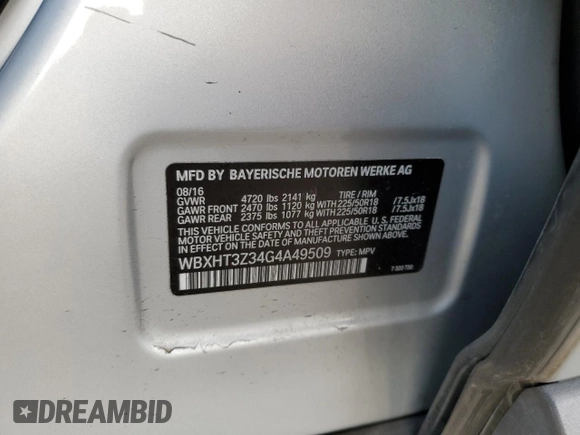 MFD BY BAYERISCHE MOTOREN WERKE AG
08/16
GVWR 4720 lbs 2141 kg TIRE / RIM
GAWR FRONT 2470 lbs 1120 kg WITH 225/50R18 /7.5Jx18
GAWR REAR 2375 lbs 1077 kg WITH 225/50R18 /7.5Jx18
THIS VEHICLE CONFORMS TO ALL APPLICABLE FEDERAL
MOTOR VEHICLE SAFETY, BUMPER, AND THEFT
PREVENTION STANDARDS IN EFFECT ON THE DATE OF
MANUFACTURE SHOWN ABOVE.
WBXHT3Z34G4A49509 TYPE: MPV
DREAMBID